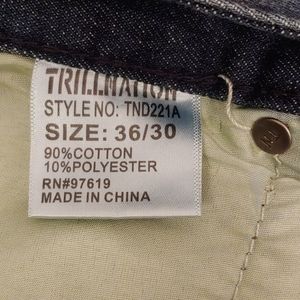 TRILLNATION
STYLE NO: TND221A
SIZE: 36/30
90%COTTON
10%POLYESTER
RN#97619
MADE IN CHINA